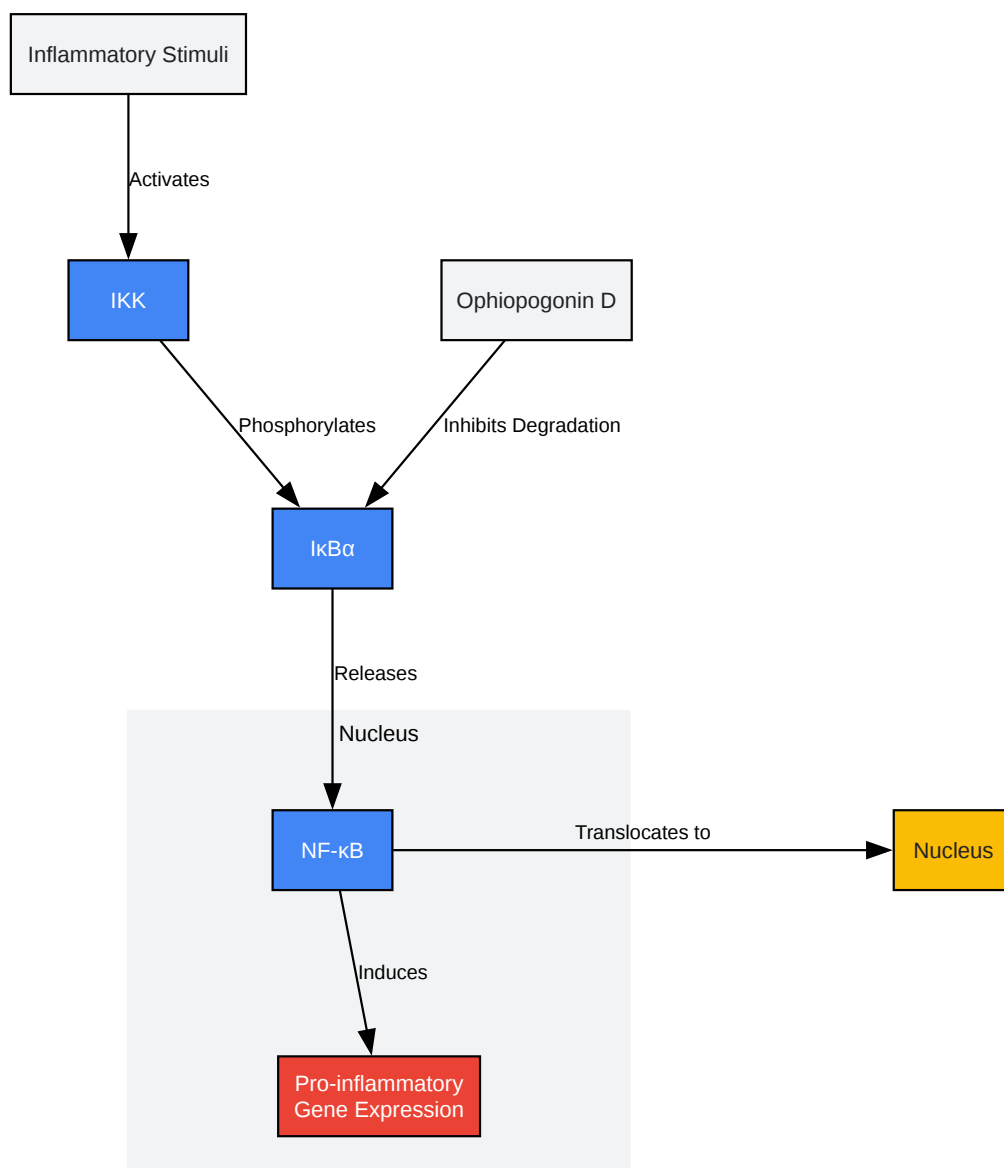 Inflammatory Stimuli
Activates
IKK
Ophiopogonin D
Phosphorylates
Inhibits Degradation
IκBα
Releases
Nucleus
NF-κB
Translocates to
Nucleus
Induces
Pro-inflammatory
Gene Expression